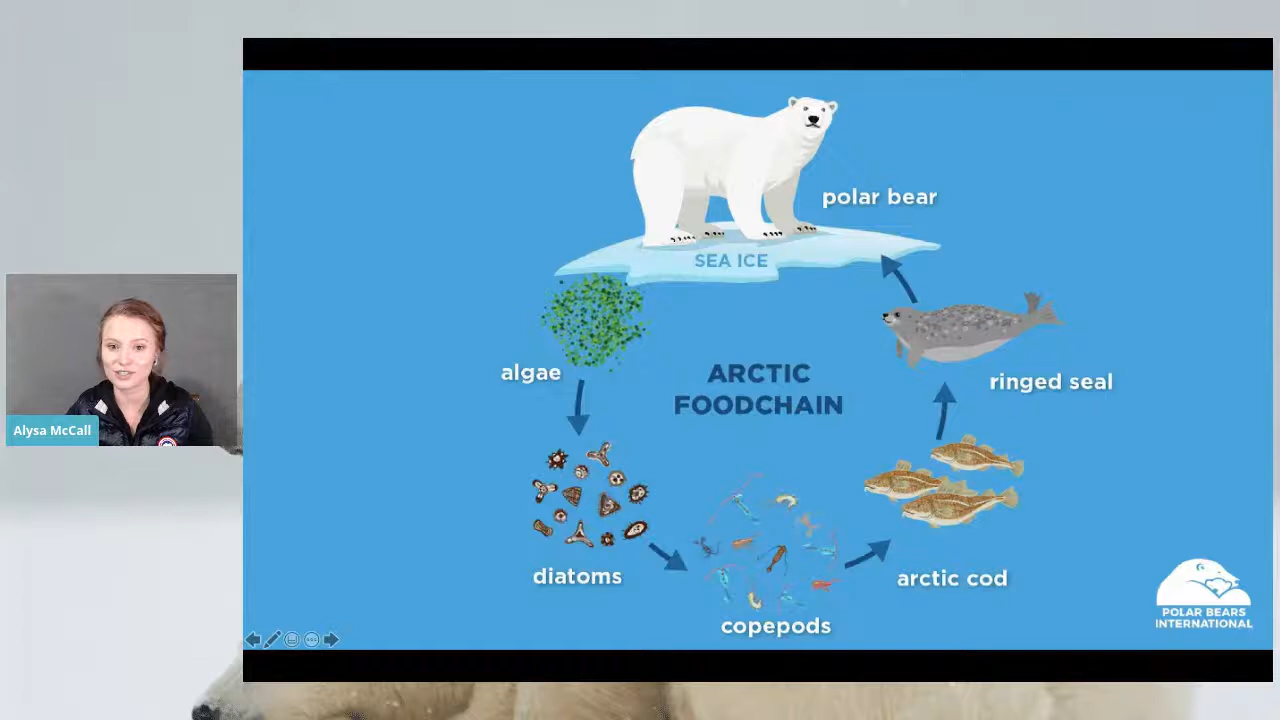 polar bear
SEA ICE
algae
ARCTIC
FOODCHAIN
ringed seal
Alysa McCall
diatoms
arctic cod
copepods
POLAR BEARS
INTERNATIONAL